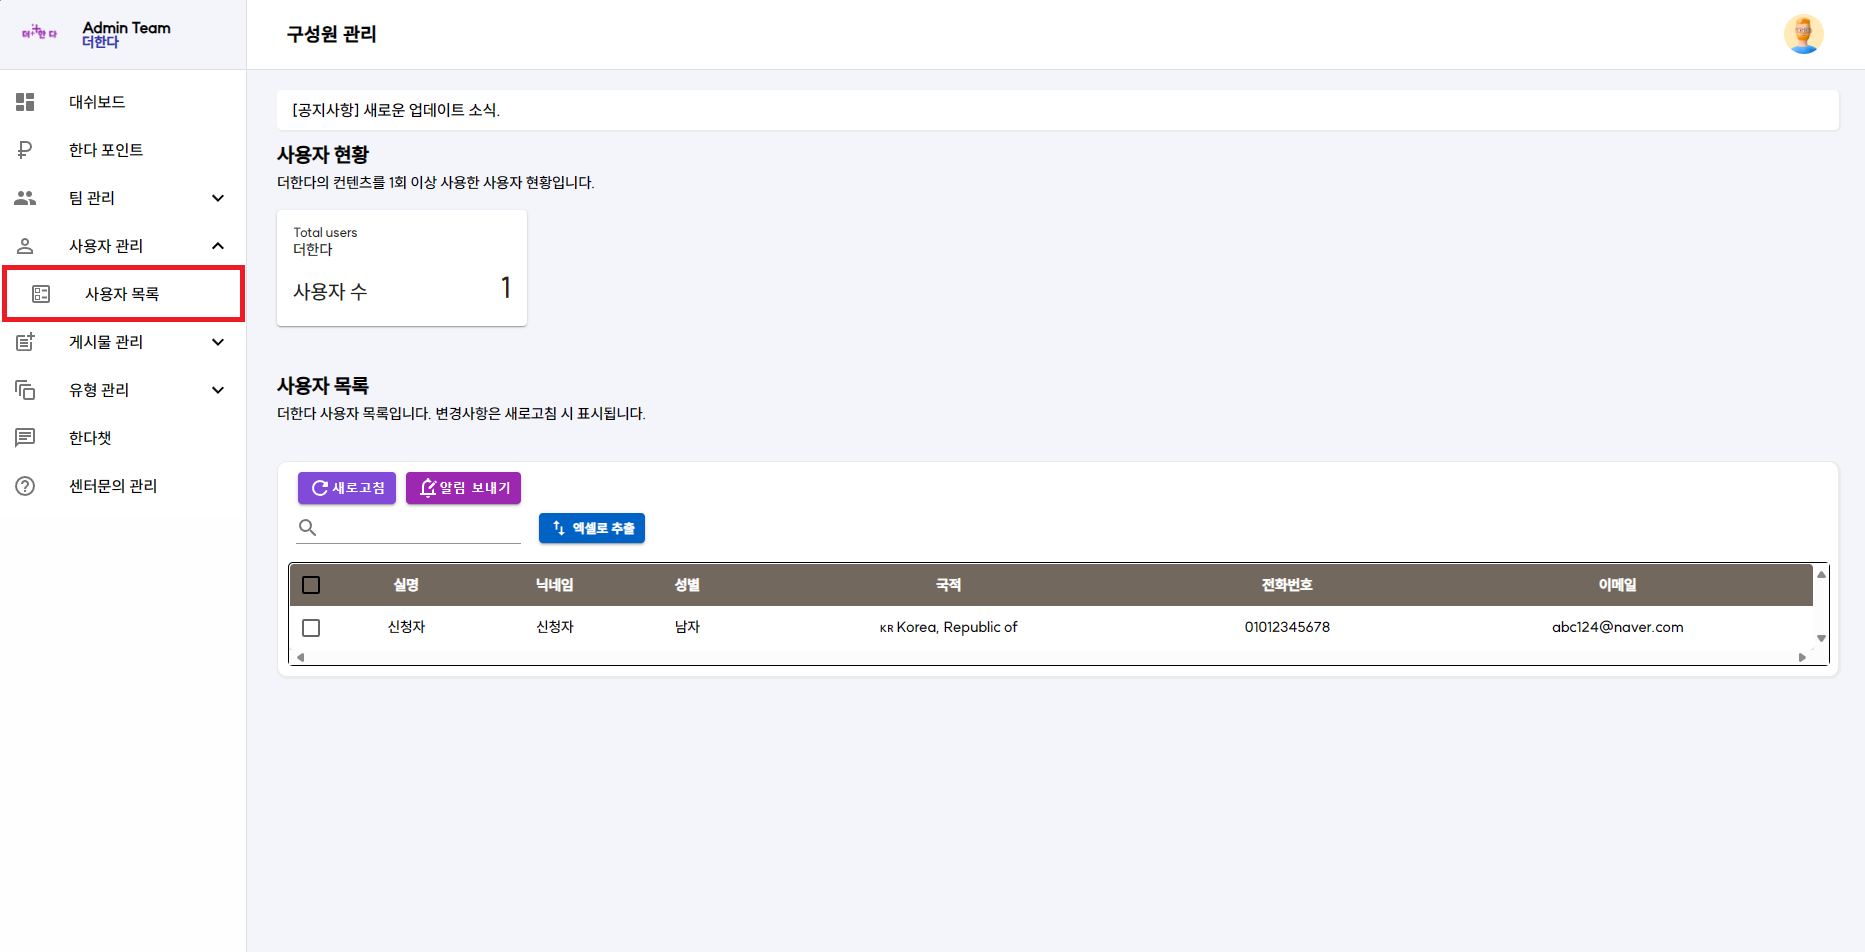 더한다
Admin Team
더한다
구성원 관리
대쉬보드
한다 포인트
팀 관리
사용자 관리
사용자 목록
게시물 관리
유형 관리
한다챗
센터문의 관리
[공지사항] 새로운 업데이트 소식.
사용자 현황
더한다의 컨텐츠를 1회 이상 사용한 사용자 현황입니다.
Total users
더한다
사용자 수 1
사용자 목록
더한다 사용자 목록입니다. 변경사항은 새로고침 시 표시됩니다.
새로고침 알림 보내기
엑셀로 추출
실명 닉네임 성별 국적 전화번호 이메일
신청자 신청자 남자 KR Korea, Republic of 01012345678 abc124@naver.com